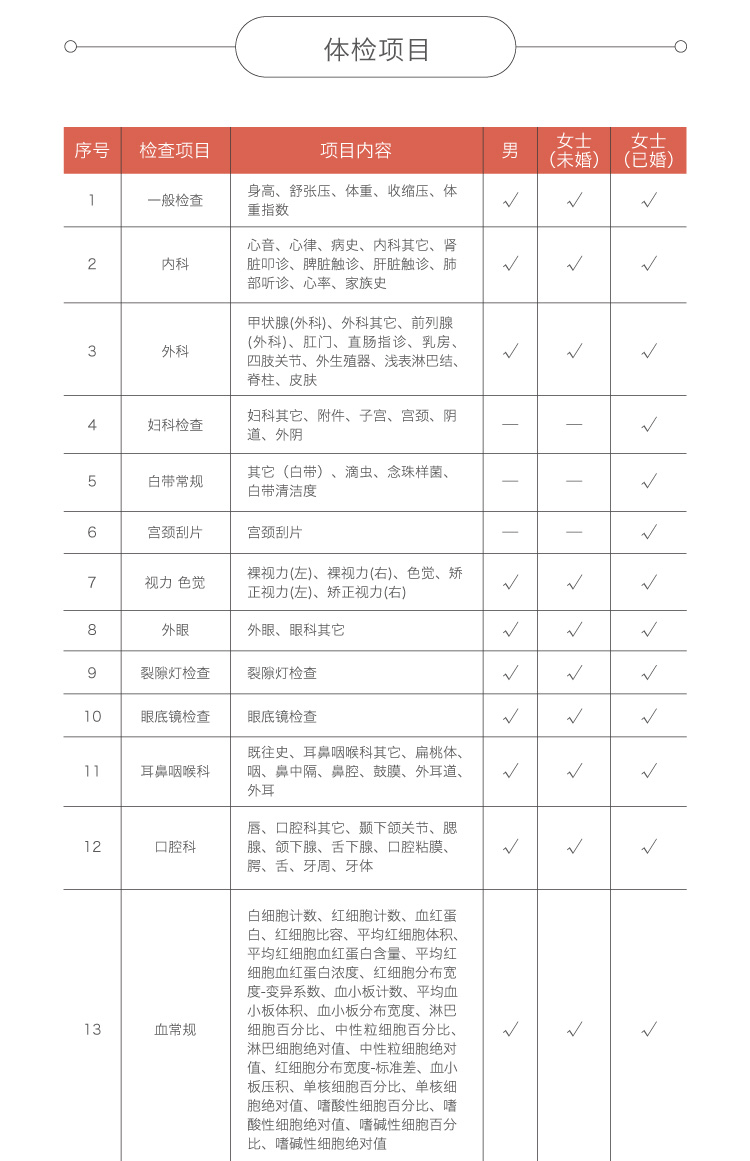 体检项目
序号 检查项目 项目内容 男 女士（未婚） 女士（已婚）
1 一般检查 身高、舒张压、体重、收缩压、体 √ √ √
重指数
2 内科 心音、心律、病史、内科其它、肾 √ √ √
脏叩诊、脾脏触诊、肝脏触诊、肺
部听诊、心率、家族史
3 外科 甲状腺(外科)、外科其它、前列腺 √ √ √
(外科)、肛门、直肠指诊、乳房、
四肢关节、外生殖器、浅表淋巴结、
脊柱、皮肤
4 妇科检查 妇科其它、附件、子宫、宫颈、阴 — — √
道、外阴
5 白带常规 其它（白带）、滴虫、念珠样菌、 — — √
白带清洁度
6 宫颈刮片 宫颈刮片 — — √
7 视力 色觉 裸视力(左)、裸视力(右)、色觉、矫 √ √ √
正视力(左)、矫正视力(右)
8 外眼 外眼、眼科其它 √ √ √
9 裂隙灯检查 裂隙灯检查 √ √ √
10 眼底镜检查 眼底镜检查 √ √ √
11 耳鼻咽喉科 既往史、耳鼻咽喉科其它、扁桃体、 √ √ √
咽、鼻中隔、鼻腔、鼓膜、外耳道、
外耳
12 口腔科 唇、口腔科其它、颞下颌关节、腮 √ √ √
腺、颌下腺、舌下腺、口腔粘膜、
腭、舌、牙周、牙体
13 血常规 白细胞计数、红细胞计数、血红蛋 √ √ √
白、红细胞比容、平均红细胞体积、
平均红细胞血红蛋白含量、平均红
细胞血红蛋白浓度、红细胞分布宽
度-变异系数、血小板计数、平均血
小板体积、血小板分布宽度、淋巴
细胞百分比、中性粒细胞百分比、
淋巴细胞绝对值、中性粒细胞绝对
值、红细胞分布宽度-标准差、血小
板压积、单核细胞百分比、单核细
胞绝对值、嗜酸性细胞百分比、嗜
酸性细胞绝对值、嗜碱性细胞百分
比、嗜碱性细胞绝对值